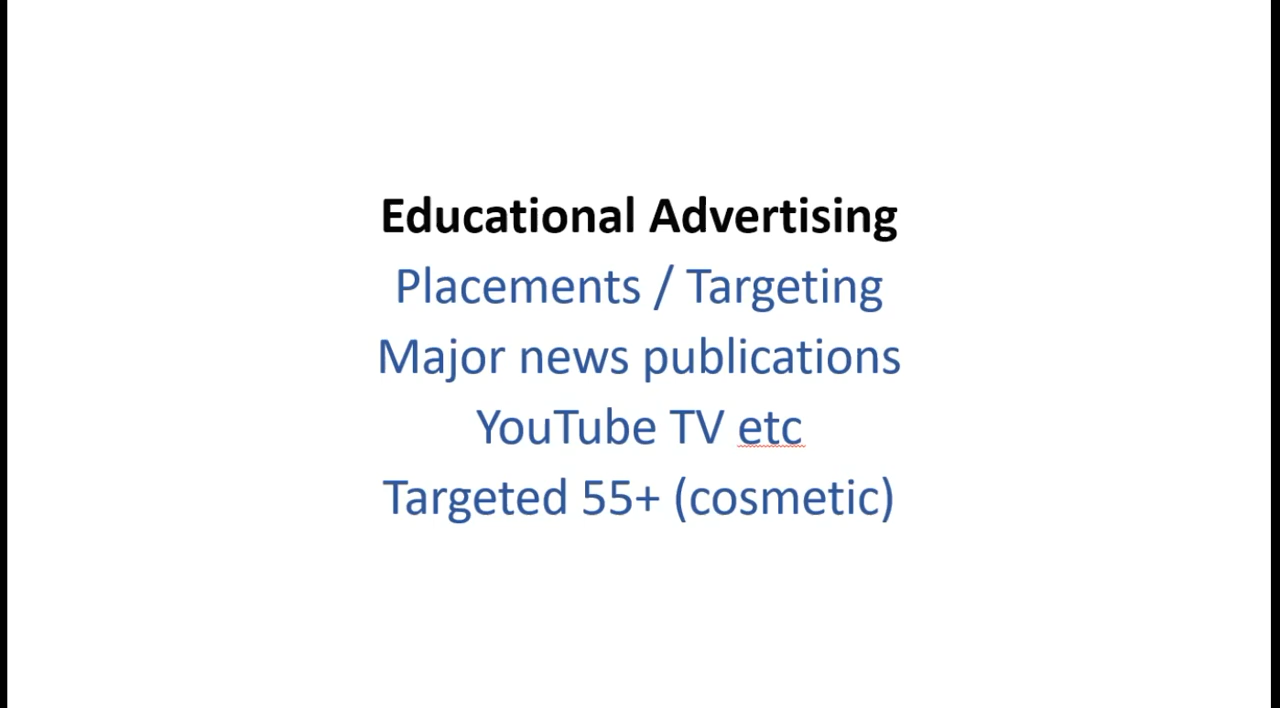 Educational Advertising
Placements / Targeting
Major news publications
YouTube TV etc
Targeted 55+ (cosmetic)